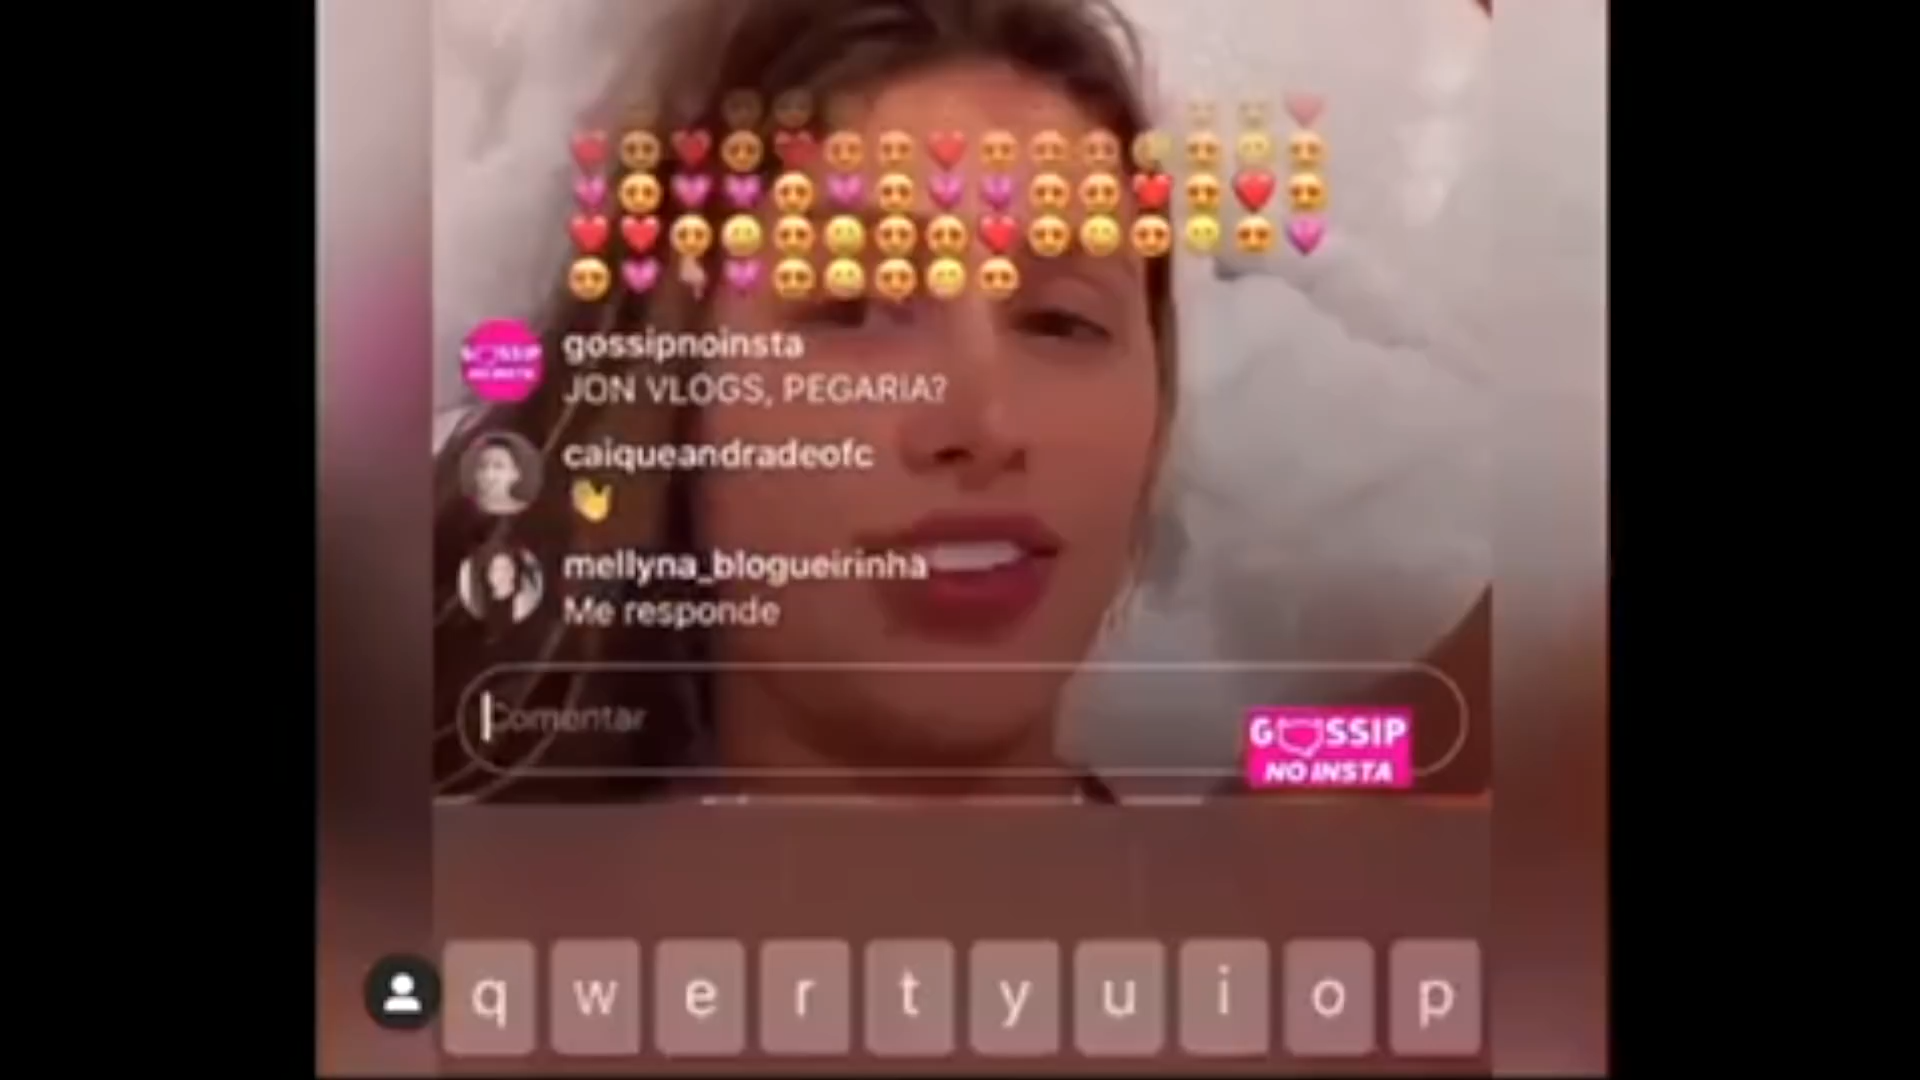 gossipnoinsta
JON VLOGS, PEGARIA?
caiqueandradeofc
mellyna_blogueirinha
Me responde
Comentar
GOSSIP
NO INSTA
q w e r t y u i o p